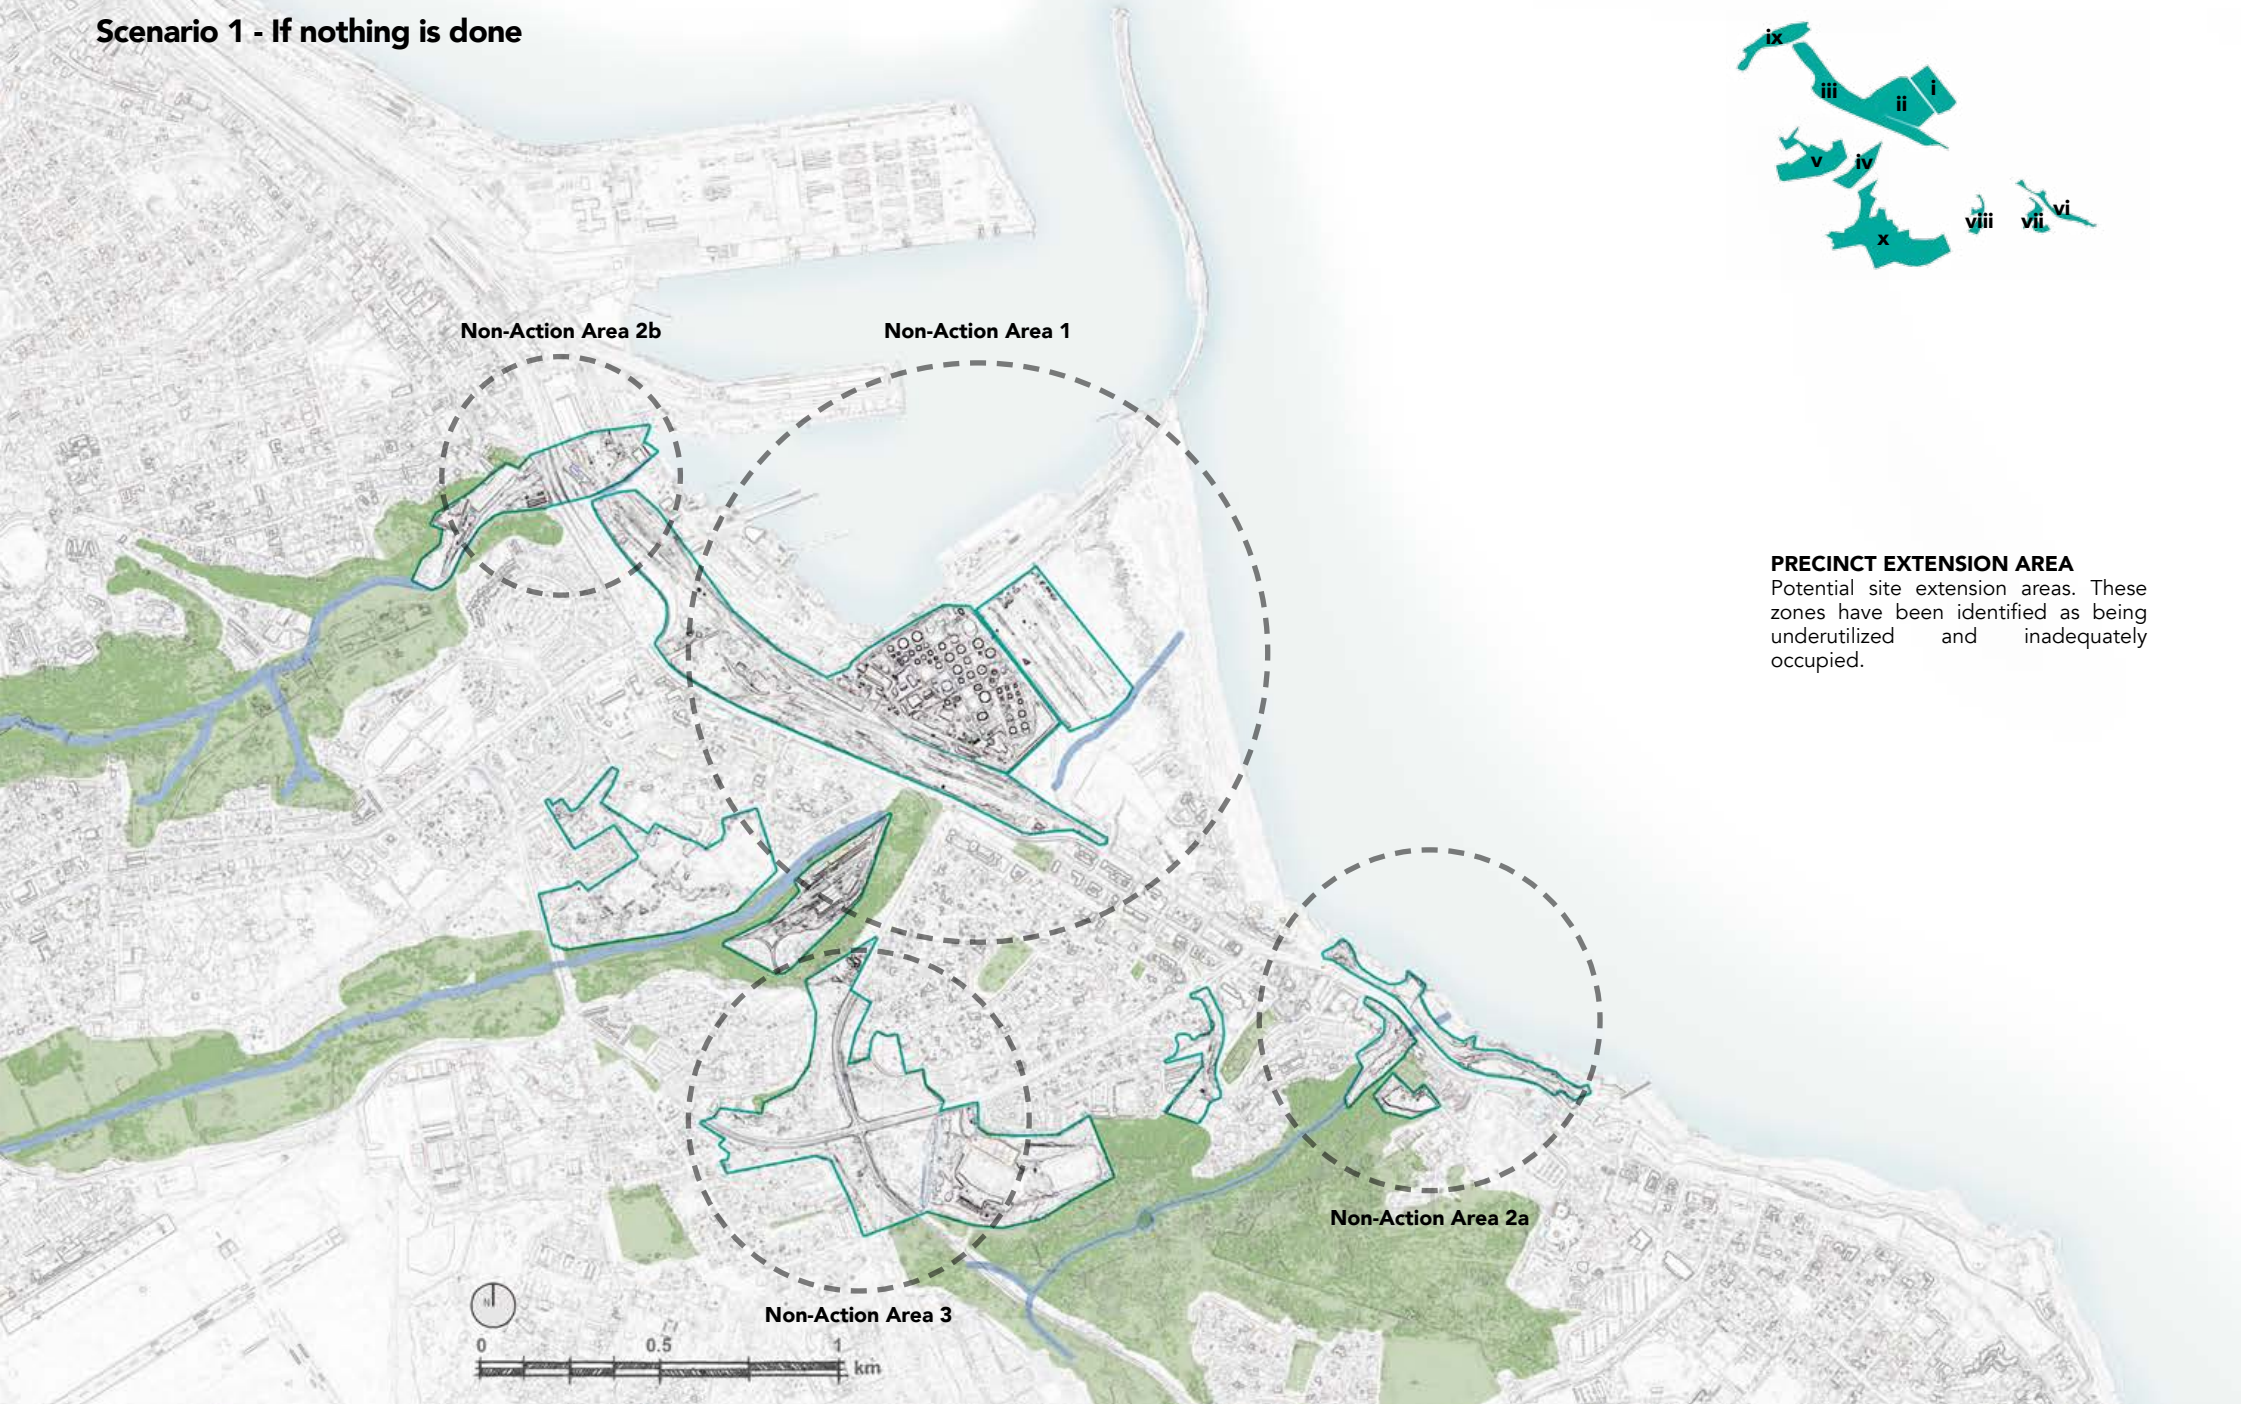 Scenario 1 - If nothing is done
ix
iii
ii
i
v
iv
x
viii
vii
vi
Non-Action Area 2b
Non-Action Area 1
PRECINCT EXTENSION AREA
Potential site extension areas. These
zones have been identified as being
underutilized and inadequately
occupied.
Non-Action Area 2a
Non-Action Area 3
N
0 0.5 1
km